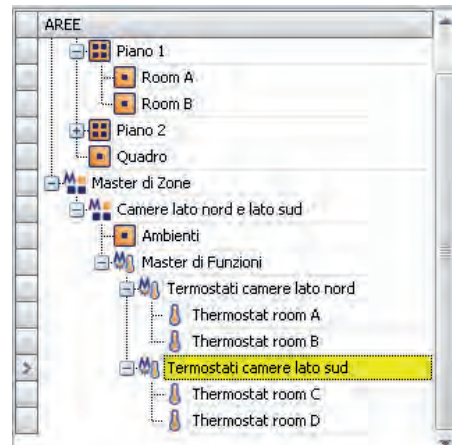 AREE
Piano 1
Room A
Room B
Piano 2
Quadro
Master di Zone
Camere lato nord e lato sud
Ambienti
Master di Funzioni
Termostati camere lato nord
Thermostat room A
Thermostat room B
Termostati camere lato sud
Thermostat room C
Thermostat room D